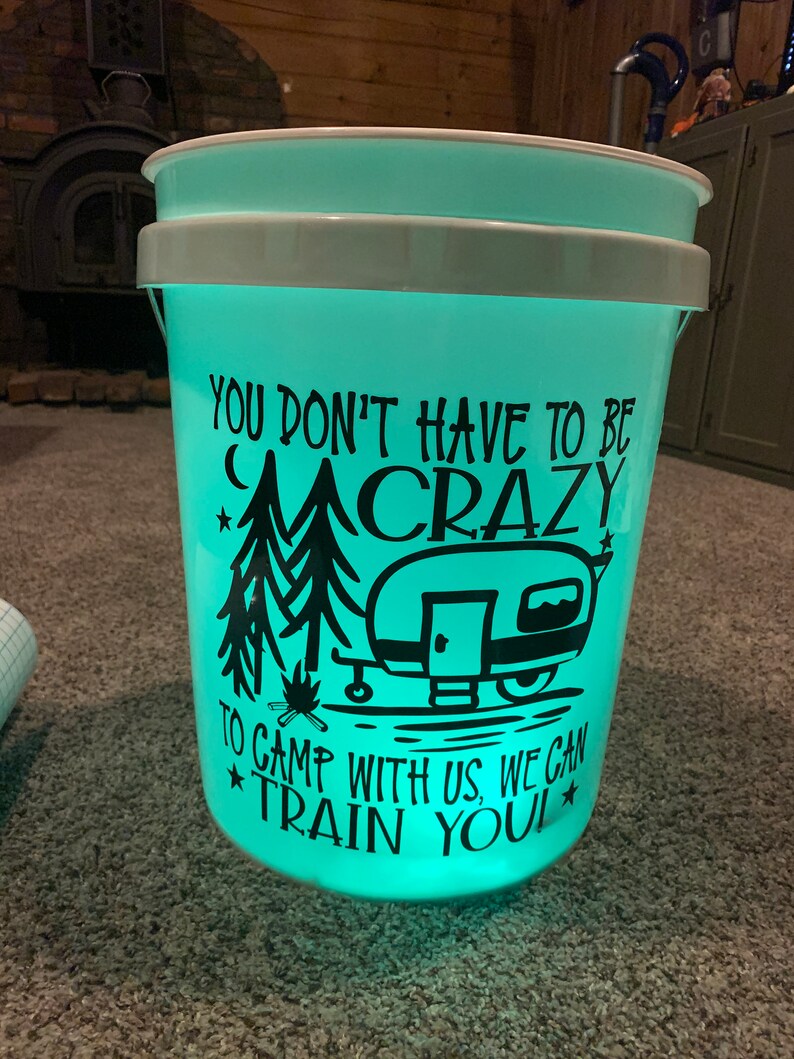 YOU DON'T HAVE TO BE
CRAZY
TO CAMP WITH US, WE CAN
TRAIN YOU!
C